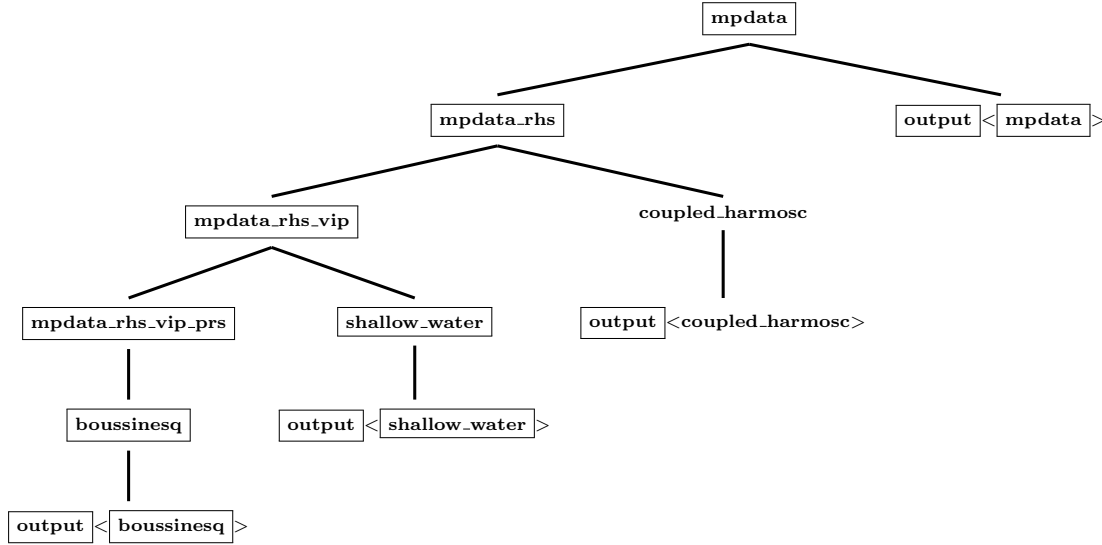 mpdata
mpdata_rhs
output<mpdata>
mpdata_rhs_vip
coupled_harmosc
mpdata_rhs_vip_prs
shallow_water
output<coupled_harmosc>
boussinesq
output<shallow_water>
output<boussinesq>